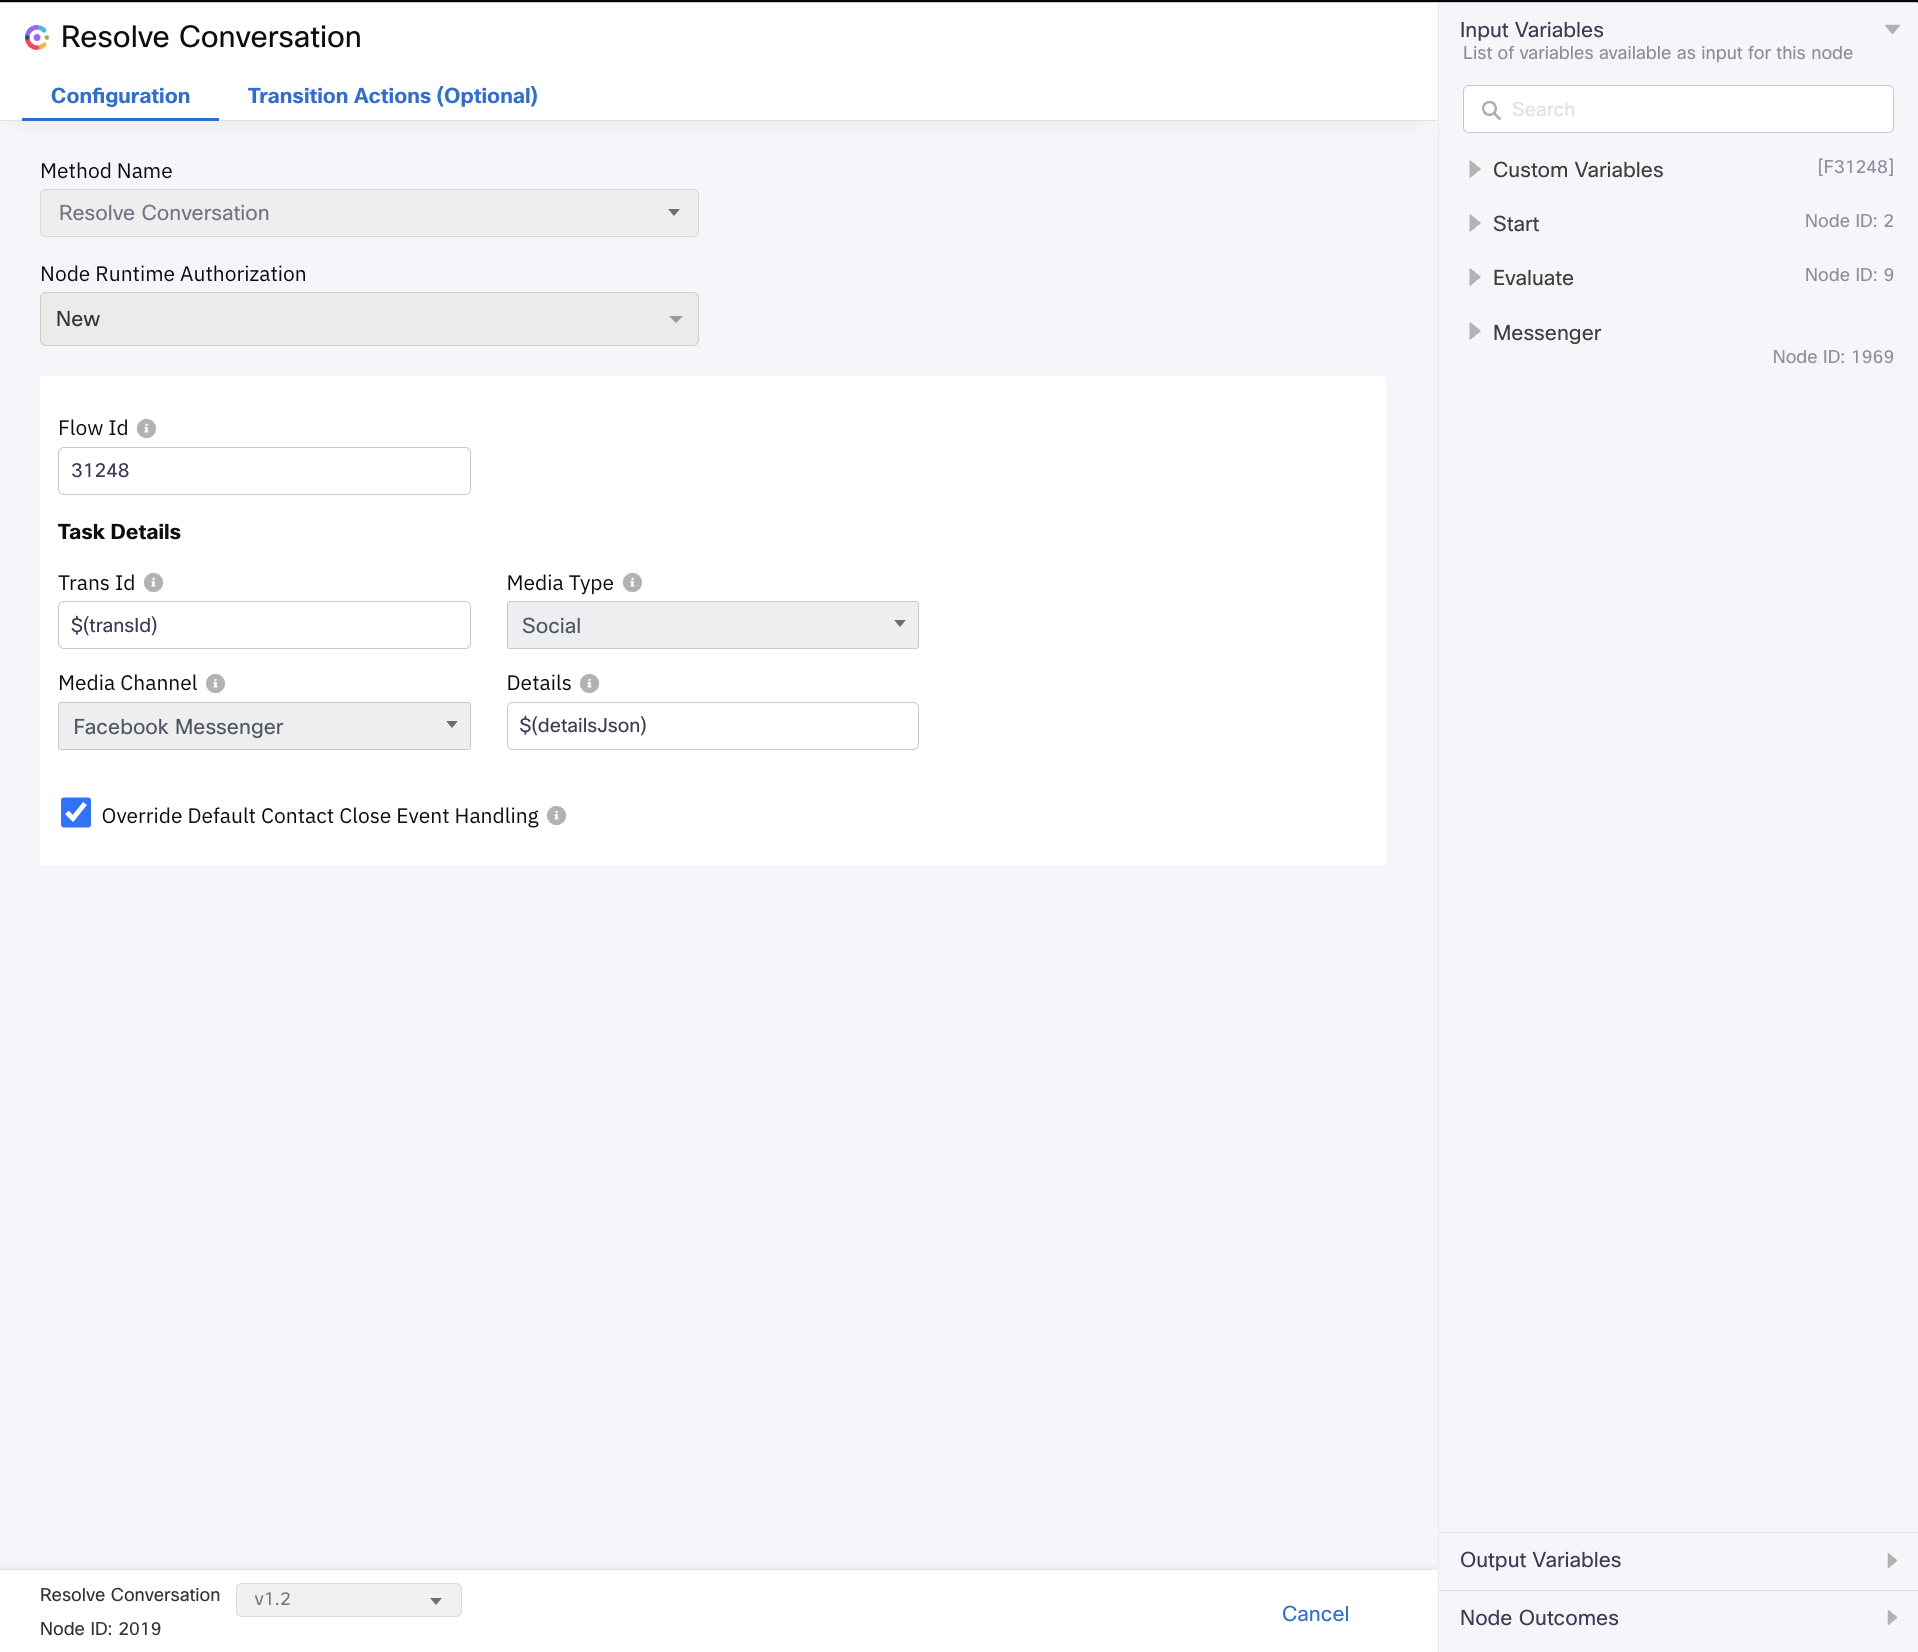 Resolve Conversation
Configuration
Transition Actions (Optional)
Method Name
Resolve Conversation
Node Runtime Authorization
New
Flow Id
31248
Task Details
Trans Id
$(transId)
Media Type
Social
Media Channel
Facebook Messenger
Details
$(detailsJson)
Override Default Contact Close Event Handling
Resolve Conversation
v1.2
Node ID: 2019
Cancel
Input Variables
List of variables available as input for this node
Search
Custom Variables
[F31248]
Start
Node ID: 2
Evaluate
Node ID: 9
Messenger
Node ID: 1969
Output Variables
Node Outcomes